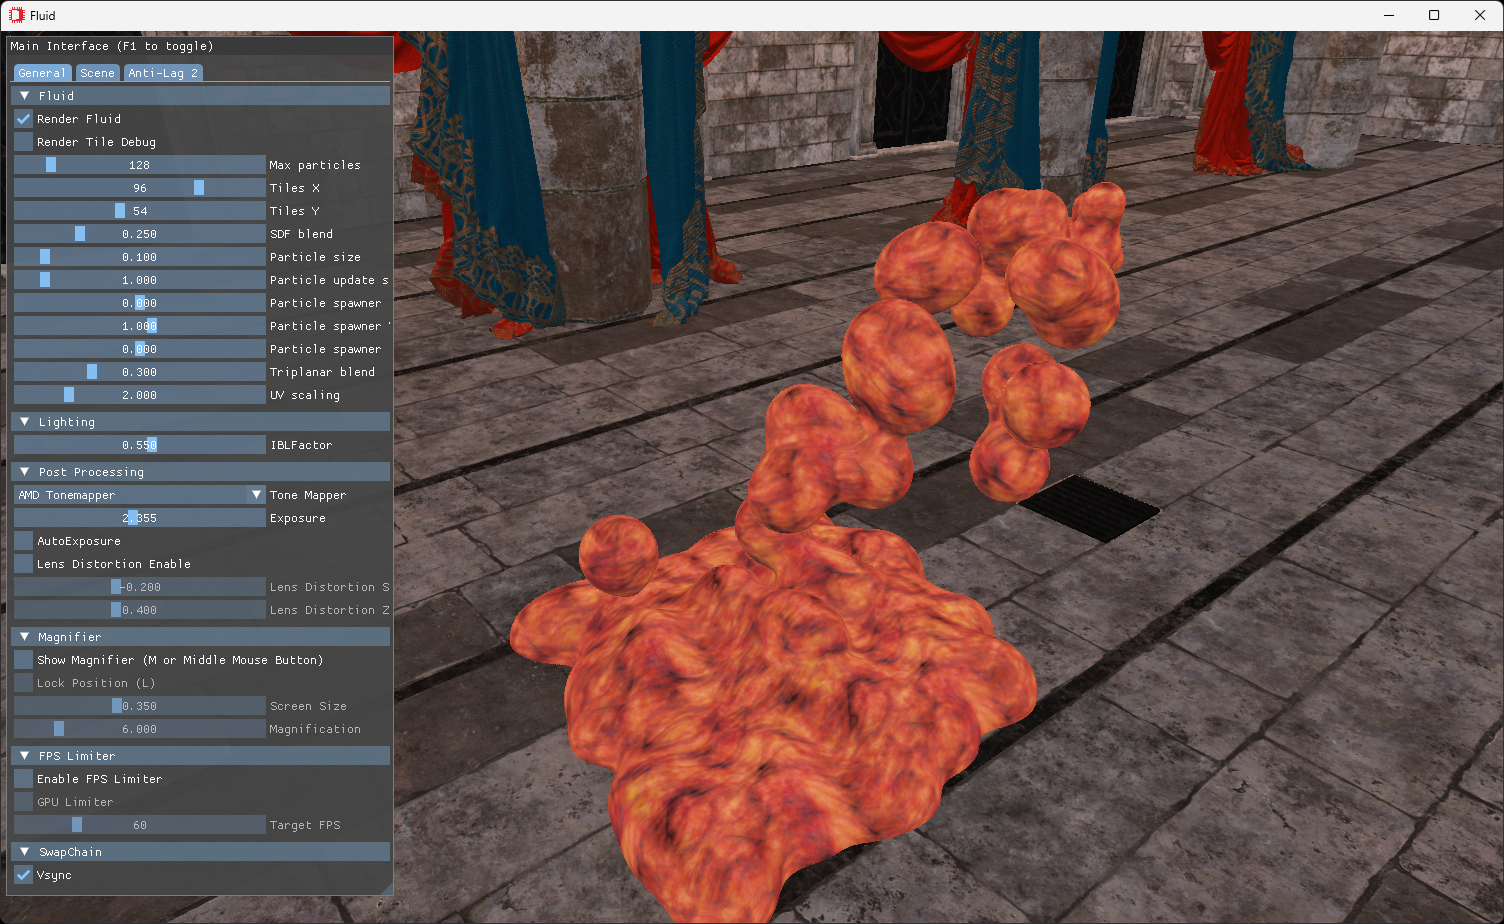 Fluid
Main Interface (F1 to toggle)
General Scene Anti-Lag 2
Fluid
Render Fluid
Render Tile Debug
128 Max particles
96 Tiles X
54 Tiles Y
0.250 SDF blend
0.100 Particle size
1.000 Particle update s
0.000 Particle spawner
1.000 Particle spawner
0.000 Particle spawner
0.300 Triplanar blend
2.000 UV scaling
Lighting
0.550 IBLFactor
Post Processing
AMD Tonemapper Tone Mapper
2.355 Exposure
AutoExposure
Lens Distortion Enable
-0.200 Lens Distortion S
0.400 Lens Distortion Z
Magnifier
Show Magnifier (M or Middle Mouse Button)
Lock Position (L)
0.350 Screen Size
6.000 Magnification
FPS Limiter
Enable FPS Limiter
GPU Limiter
60 Target FPS
SwapChain
Vsync